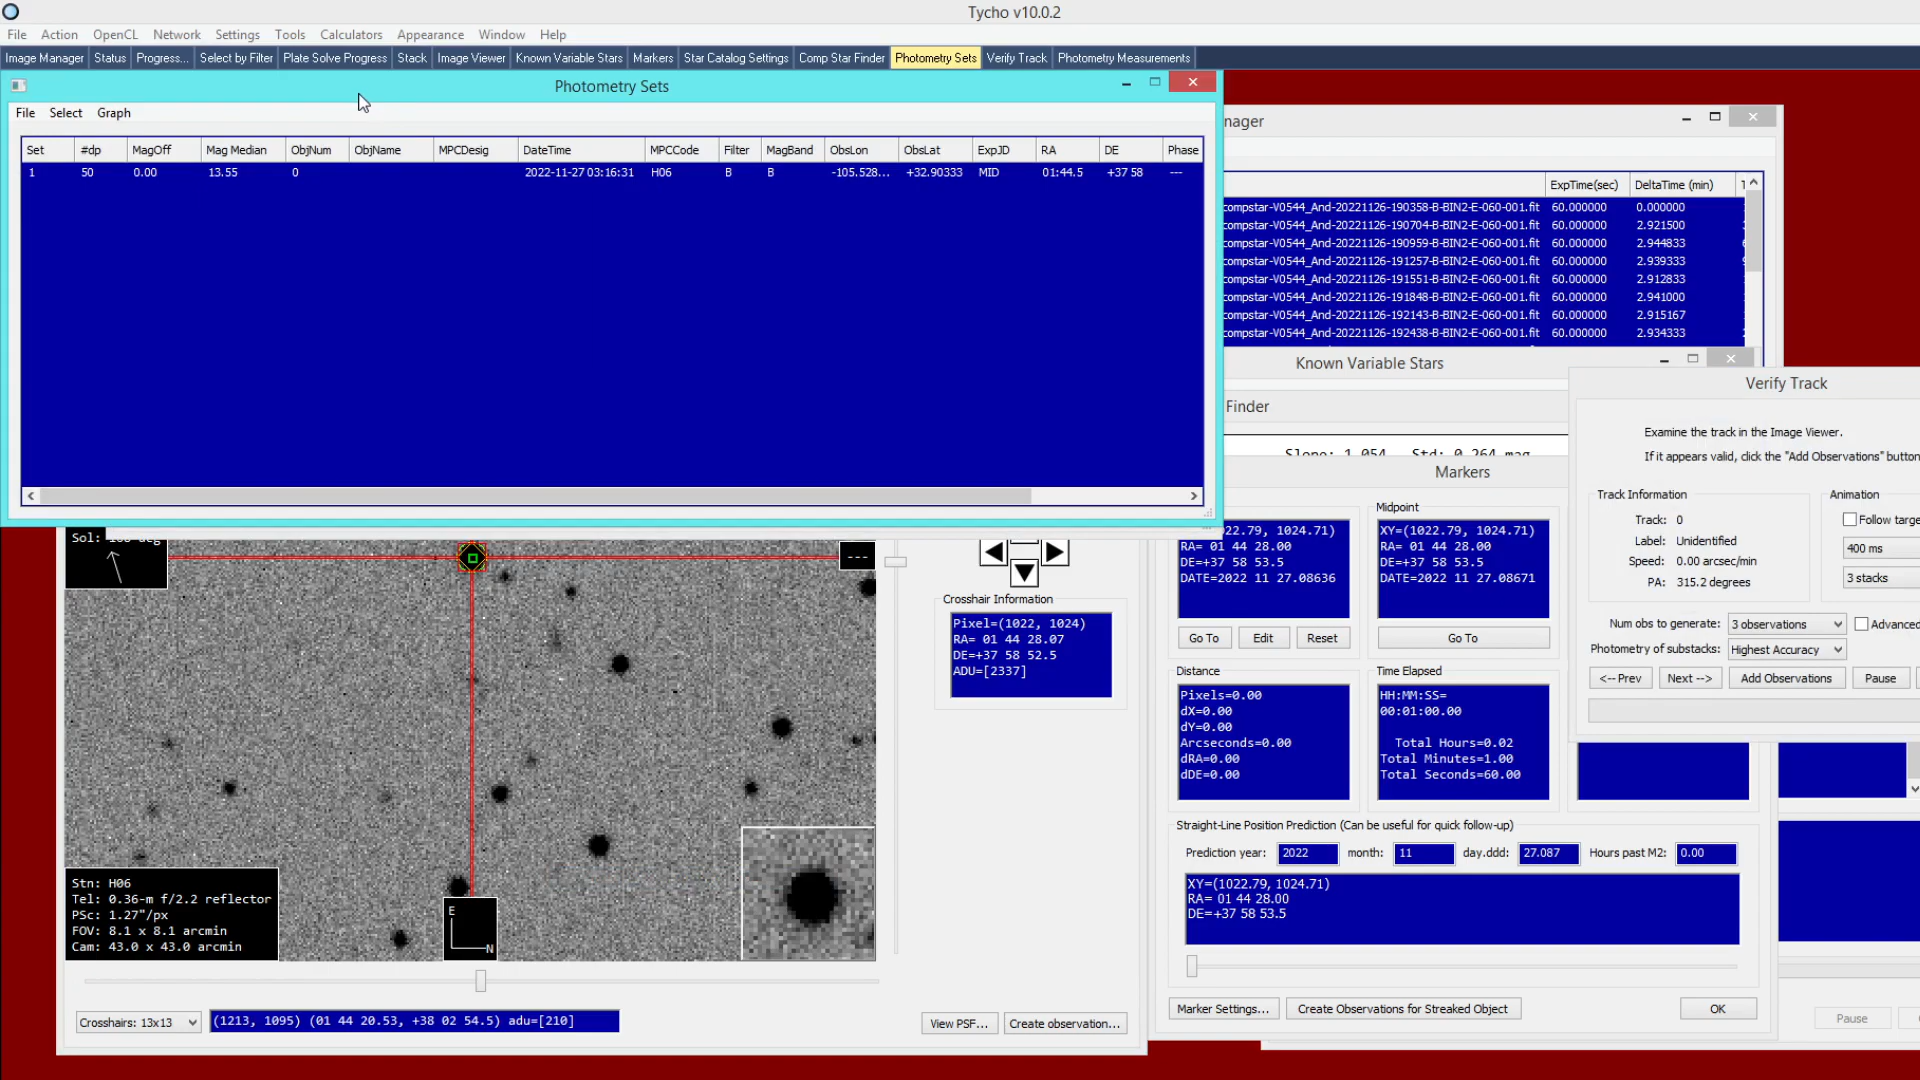 Tycho v10.0.2
File Action OpenCL Network Settings Tools Calculators Appearance Window Help
Image Manager Status Progress... Select by Filter Plate Solve Progress Stack Image Viewer Known Variable Stars Markers Star Catalog Settings Comp Star Finder Photometry Sets Verify Track Photometry Measurements
Photometry Sets
File Select Graph
Set #dp MagOff Mag Median ObjNum ObjName MPCDesig DateTime MPCCode Filter MagBand ObsLon ObsLat ExpJD RA DE Phase
1 50 0.00 13.55 0 2022-11-27 03:16:31 H06 B B -105.528... +32.90333 MID 01:44.5 +37 58 ---
nager
ExpTime(sec) DeltaTime (min)
compstar-V0544_And-20221126-190358-B-BIN2-E-060-001.fit 60.000000 0.000000
compstar-V0544_And-20221126-190704-B-BIN2-E-060-001.fit 60.000000 2.921500
compstar-V0544_And-20221126-190959-B-BIN2-E-060-001.fit 60.000000 2.944833
compstar-V0544_And-20221126-191257-B-BIN2-E-060-001.fit 60.000000 2.939333
compstar-V0544_And-20221126-191551-B-BIN2-E-060-001.fit 60.000000 2.912833
compstar-V0544_And-20221126-191848-B-BIN2-E-060-001.fit 60.000000 2.941000
compstar-V0544_And-20221126-192143-B-BIN2-E-060-001.fit 60.000000 2.915167
compstar-V0544_And-20221126-192438-B-BIN2-E-060-001.fit 60.000000 2.934333
Known Variable Stars
Finder
Slope: 1.054 Std: 0.264 mag
Verify Track
Examine the track in the Image Viewer.
If it appears valid, click the "Add Observations" button
Track Information
Track: 0
Label: Unidentified
Speed: 0.00 arcsec/min
PA: 315.2 degrees
Animation
Follow targe
400 ms
3 stacks
Num obs to generate: 3 observations Advanced
Photometry of substacks: Highest Accuracy
<-- Prev Next --> Add Observations Pause
Markers
22.79, 1024.71)
RA= 01 44 28.00
DE=+37 58 53.5
DATE=2022 11 27.08636
Go To Edit Reset
Midpoint
XY=(1022.79, 1024.71)
RA= 01 44 28.00
DE=+37 58 53.5
DATE=2022 11 27.08671
Go To
Distance
Pixels=0.00
dX=0.00
dY=0.00
Arcseconds=0.00
dRA=0.00
dDE=0.00
Time Elapsed
HH:MM:SS=
00:01:00.00
Total Hours=0.02
Total Minutes=1.00
Total Seconds=60.00
Straight-Line Position Prediction (Can be useful for quick follow-up)
Prediction year: 2022 month: 11 day.ddd: 27.087 Hours past M2: 0.00
XY=(1022.79, 1024.71)
RA= 01 44 28.00
DE=+37 58 53.5
Marker Settings... Create Observations for Streaked Object OK
Pause
Sol: deg
---
Crosshair Information
Pixel=(1022, 1024)
RA= 01 44 28.07
DE=+37 58 52.5
ADU=[2337]
Stn: H06
Tel: 0.36-m f/2.2 reflector
PSc: 1.27"/px
FOV: 8.1 x 8.1 arcmin
Cam: 43.0 x 43.0 arcmin
E
N
Crosshairs: 13x13 (1213, 1095) (01 44 20.53, +38 02 54.5) adu=[210]
View PSF... Create observation...